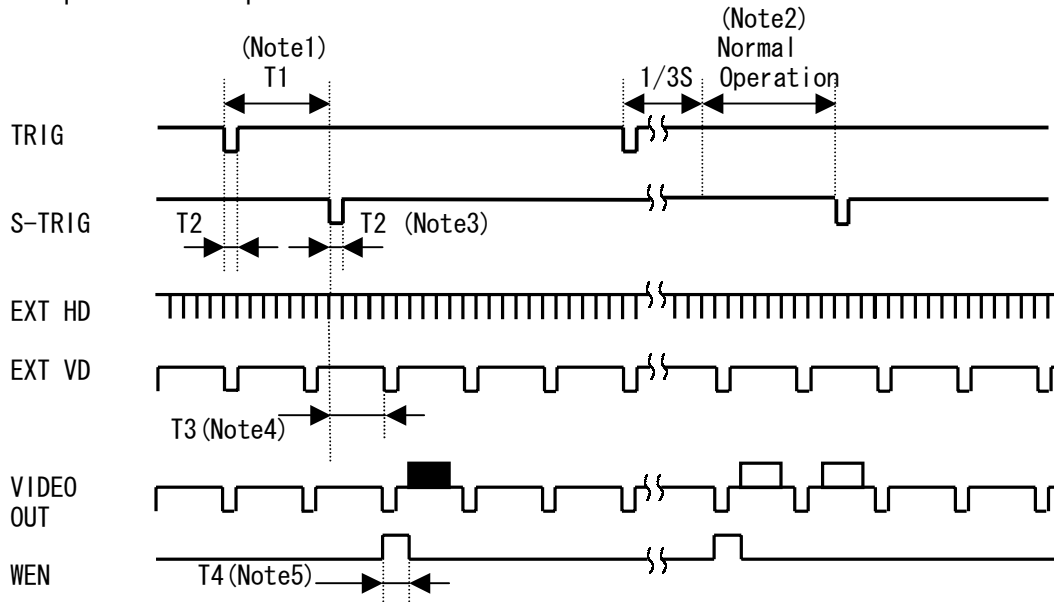 (Note1)
T1
(Note2)
Normal
1/3S Operation
TRIG
S-TRIG
T2
T2 (Note3)
EXT HD
EXT VD
T3(Note4)
VIDEO
OUT
WEN
T4(Note5)